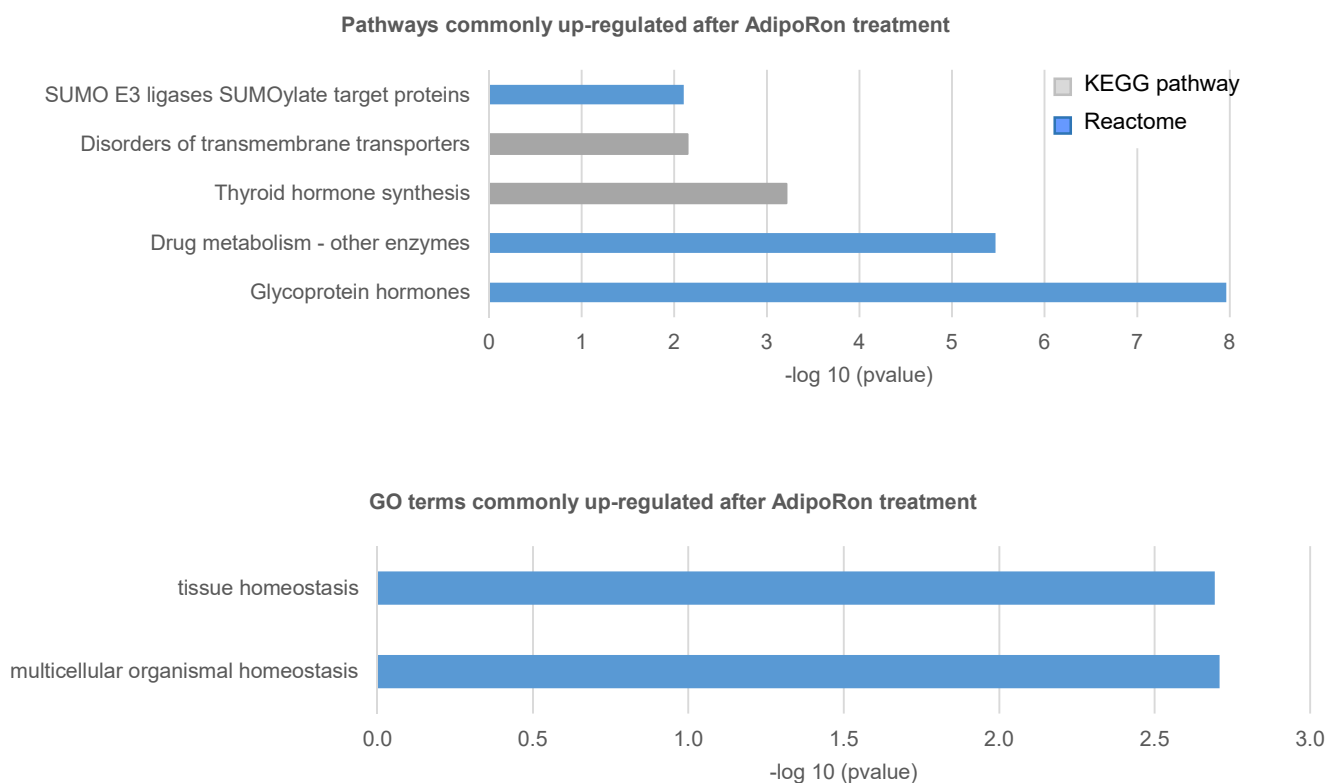 Pathways commonly up-regulated after AdipoRon treatment
KEGG pathway
Reactome
SUMO E3 ligases SUMOylate target proteins
Disorders of transmembrane transporters
Thyroid hormone synthesis
Drug metabolism - other enzymes
Glycoprotein hormones
0 1 2 3 4 5 6 7 8
-log 10 (pvalue)
GO terms commonly up-regulated after AdipoRon treatment
tissue homeostasis
multicellular organismal homeostasis
0.0 0.5 1.0 1.5 2.0 2.5 3.0
-log 10 (pvalue)